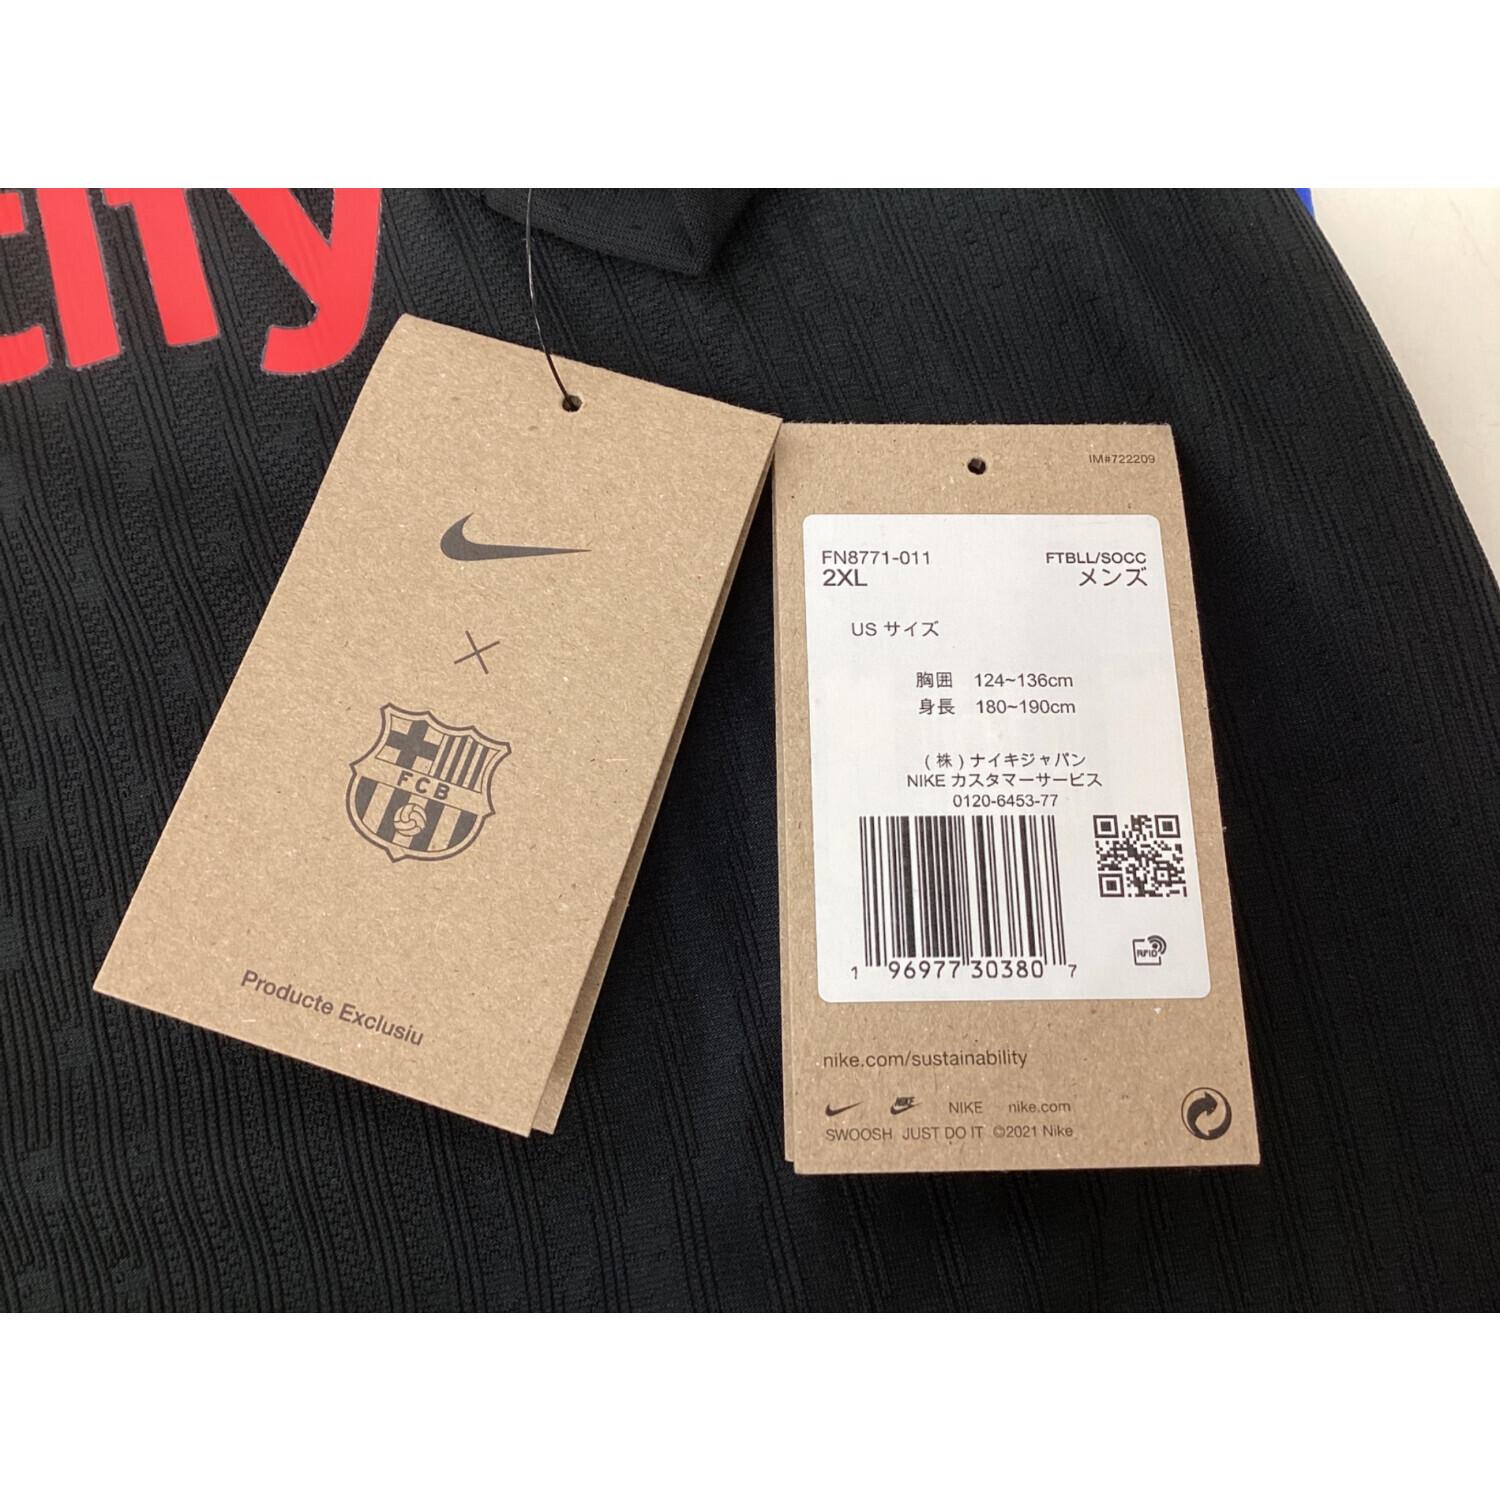 Producte Exclusiu
FCB
IM#722209
FN8771-011
FTBLL/SOCC
2XL
メンズ
US サイズ
胸囲 124~136cm
身長 180~190cm
(株)ナイキジャパン
NIKE カスタマーサービス
0120-6453-77
1 96977 30380 7
RFID
nike.com/sustainability
NIKE NIKE nike.com
SWOOSH JUST DO IT ©2021 Nike